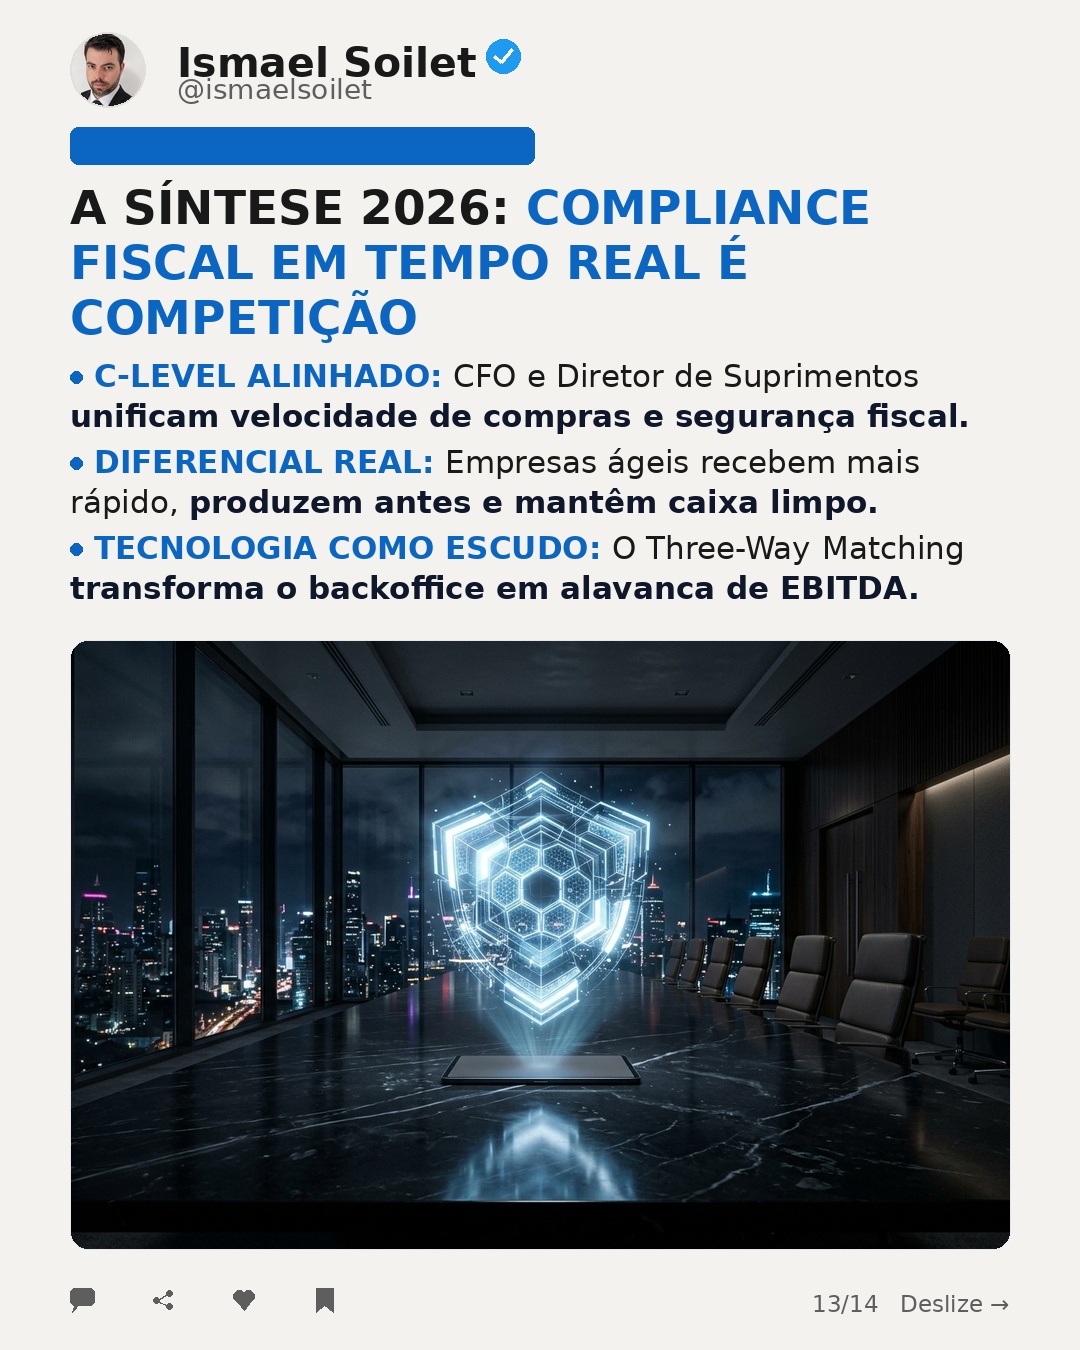 Ismael Soilet
@ismaelsoilet
A SÍNTESE 2026: COMPLIANCE
FISCAL EM TEMPO REAL É
COMPETIÇÃO
• C-LEVEL ALINHADO: CFO e Diretor de Suprimentos
unificam velocidade de compras e segurança fiscal.
• DIFERENCIAL REAL: Empresas ágeis recebem mais
rápido, produzem antes e mantêm caixa limpo.
• TECNOLOGIA COMO ESCUDO: O Three-Way Matching
transforma o backoffice em alavanca de EBITDA.
13/14 Deslize →